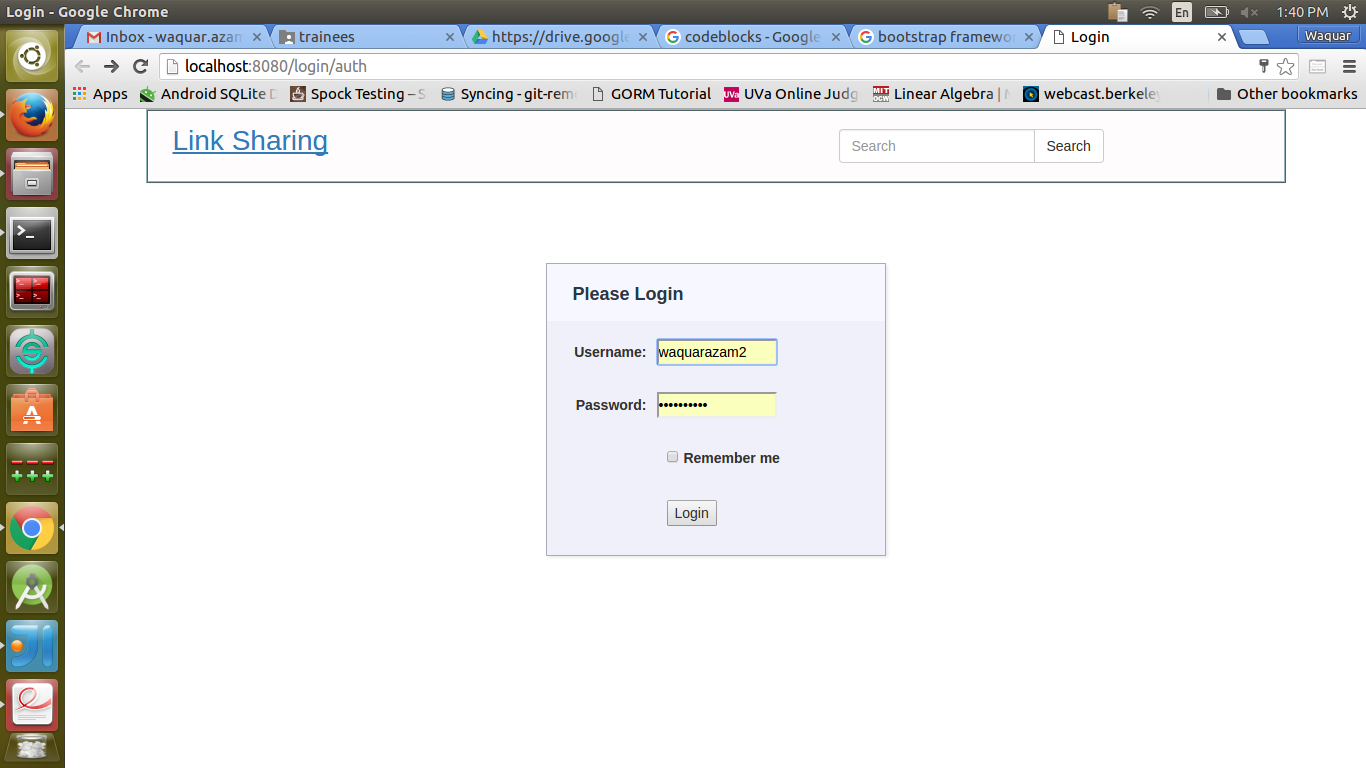 Login - Google Chrome
En
1:40 PM
Inbox - waquar.azam
trainees
https://drive.google
codeblocks - Google
bootstrap framewor
Login
Waquar
localhost:8080/login/auth
Apps
Android SQLite D
Spock Testing – S
Syncing - git-rem
GORM Tutorial
UVa Online Judg
Linear Algebra | M
webcast.berkeley
Other bookmarks
Link Sharing
Search
Search
Please Login
Username: waquarazam2
Password: ••••••••••
Remember me
Login